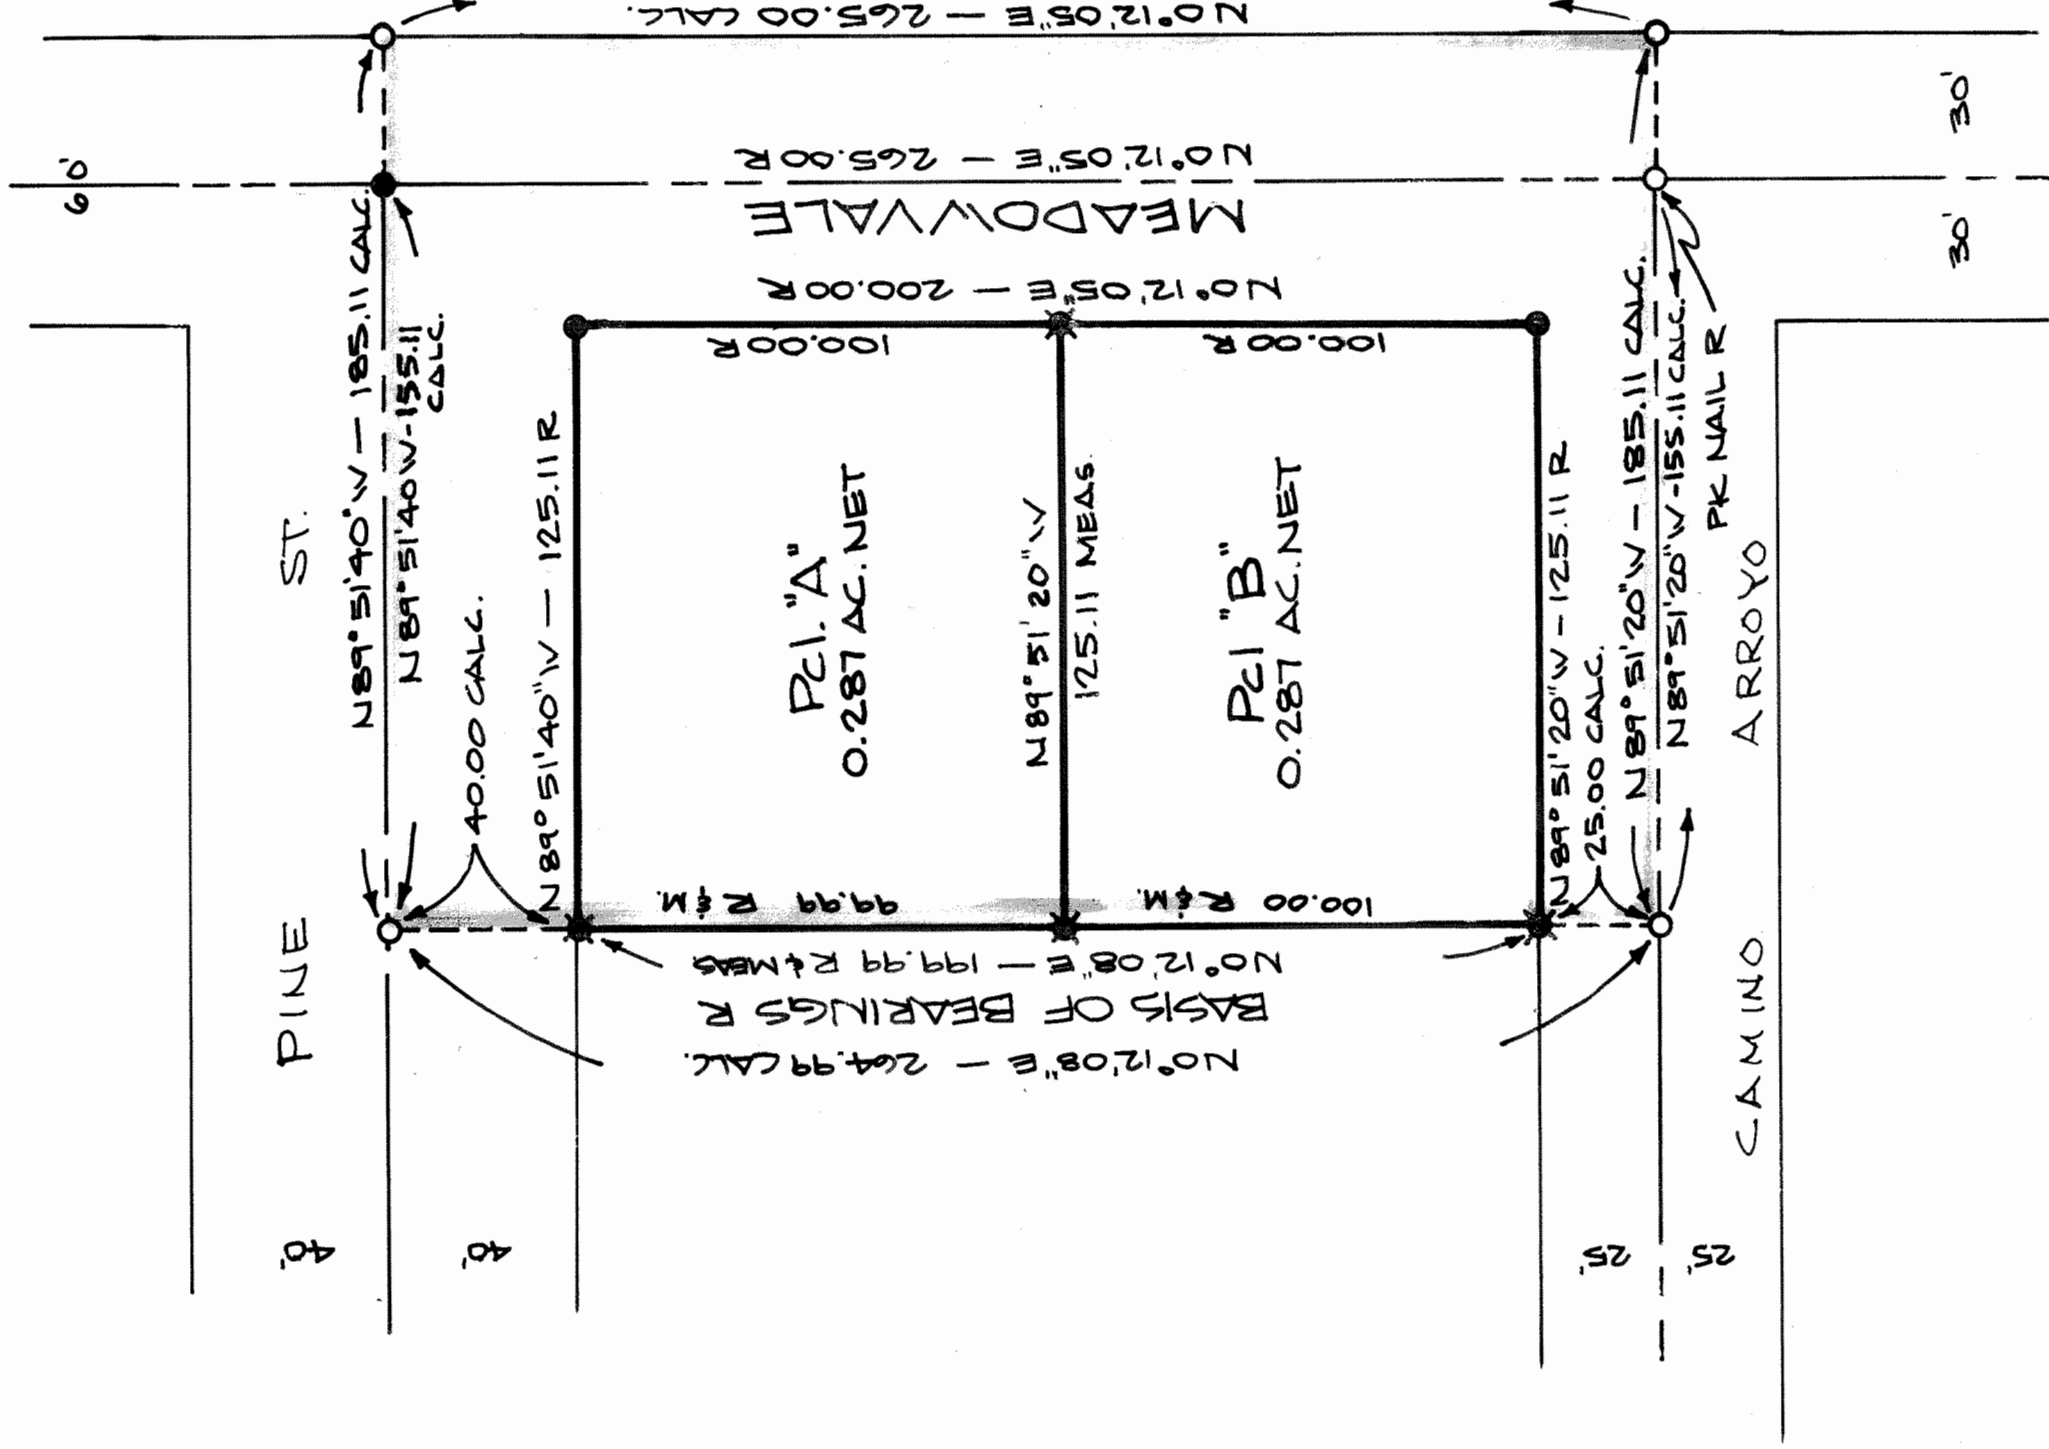 N0°12'05"E — 265.00 CALC.
60'
N0°12'05"E — 265.00 R
MEADOWVALE
N0°12'05"E — 200.00 R
100.00 R
100.00 R
30'
30'
PINE ST.
N89°51'40"W — 185.11 CALC.
N89°51'40W-155.11
CALC.
40.00 CALC.
N89°51'40"W — 125.11 R
Pcl. "A"
0.287 AC. NET
N89°51'20"W
125.11 MEAS.
Pcl "B"
0.287 AC. NET
N89°51'20"W-125.11 R
25.00 CALC.
N89°51'20"W — 185.11 CALC.
N89°51'20"W-155.11 CALC.
PK NAIL R
CAMINO ARROYO
99.99 R & M.
100.00 R & M.
N0°12'08"E — 199.99 R & MEAS
BASIS OF BEARINGS R
N0°12'08"E — 264.99 CALC.
40'
40'
25'
25'